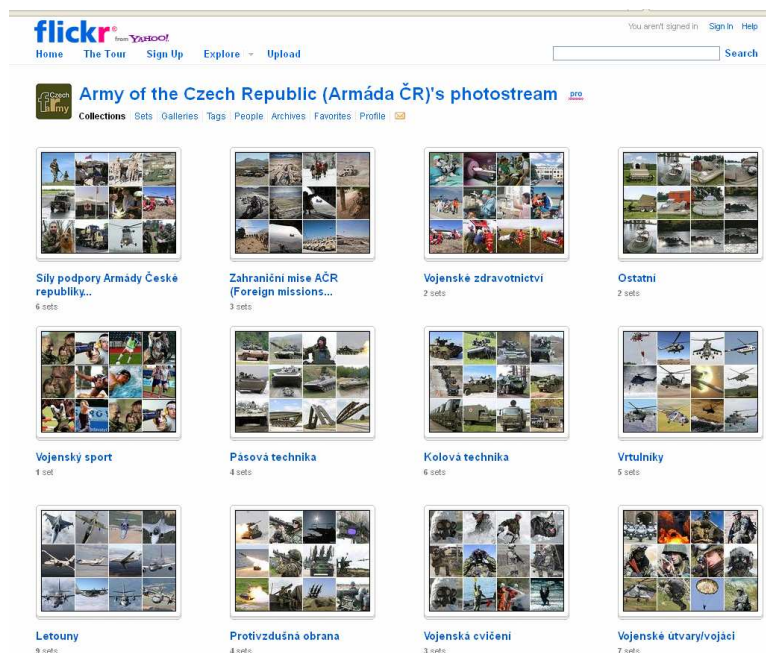 flickr from YAHOO!
You aren't signed in Sign In Help
Home The Tour Sign Up Explore Upload
Search
Czech
army
Army of the Czech Republic (Armáda ČR)'s photostream pro
Collections Sets Galleries Tags People Archives Favorites Profile
Síly podpory Armády České
republiky...
6 sets
Zahraniční mise AČR
(Foreign missions...
3 sets
Vojenské zdravotnictví
2 sets
Ostatní
2 sets
Vojenský sport
1 set
Pásová technika
4 sets
Kolová technika
6 sets
Vrtulníky
5 sets
Letouny
9 sets
Protivzdušná obrana
4 sets
Vojenská cvičení
3 sets
Vojenské útvary/vojáci
7 sets